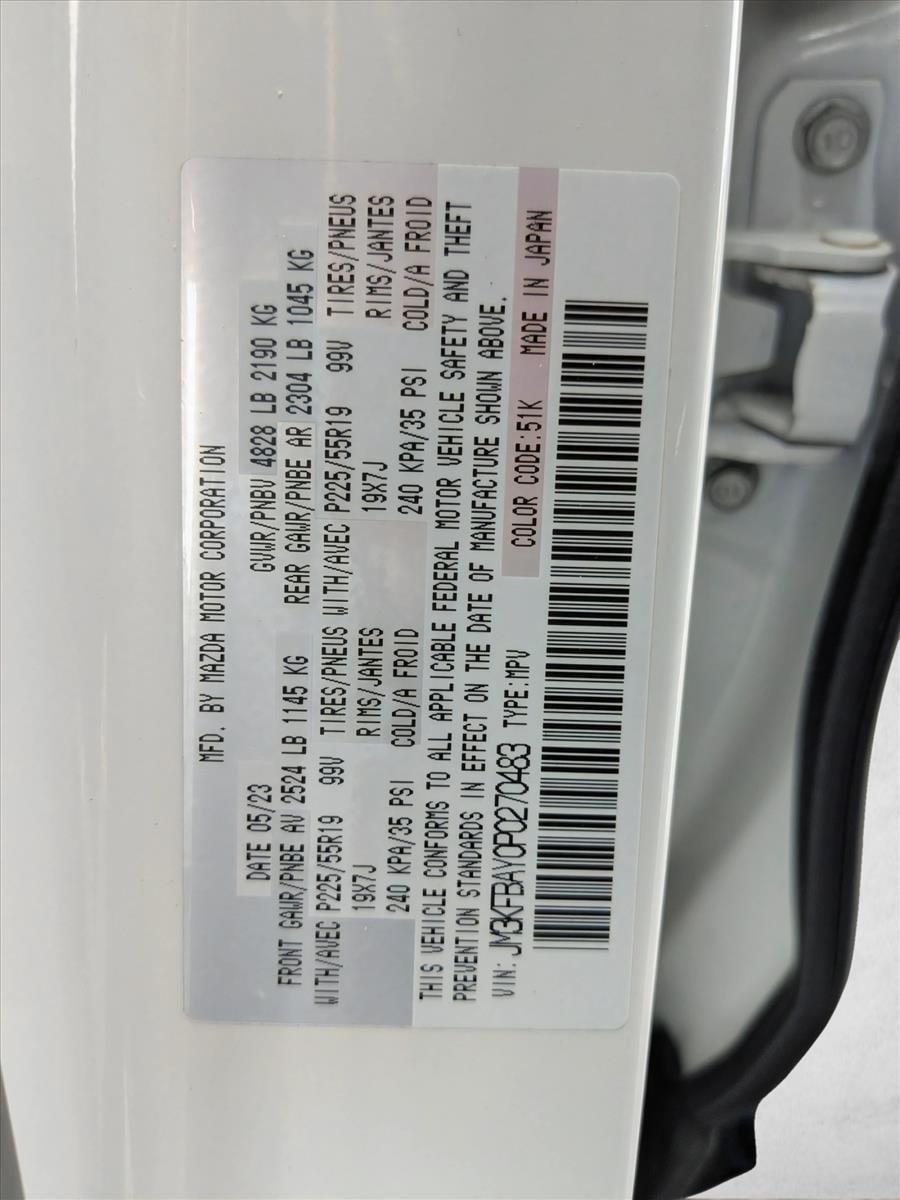 MFD. BY MAZDA MOTOR CORPORATION
DATE 05/23 GVWR/PNBV 4828 LB 2190 KG
FRONT GAWR/PNBE AV 2524 LB 1145 KG REAR GAWR/PNBE AR 2304 LB 1045 KG
WITH/AVEC P225/55R19 99V TIRES/PNEUS WITH/AVEC P225/55R19 99V TIRES/PNEUS
19X7J RIMS/JANTES 19X7J RIMS/JANTES
240 KPA/35 PSI COLD/A FROID 240 KPA/35 PSI COLD/A FROID
THIS VEHICLE CONFORMS TO ALL APPLICABLE FEDERAL MOTOR VEHICLE SAFETY AND THEFT
PREVENTION STANDARDS IN EFFECT ON THE DATE OF MANUFACTURE SHOWN ABOVE.
VIN: JM3KFBAY0P0270483 TYPE:MPV COLOR CODE:51K MADE IN JAPAN